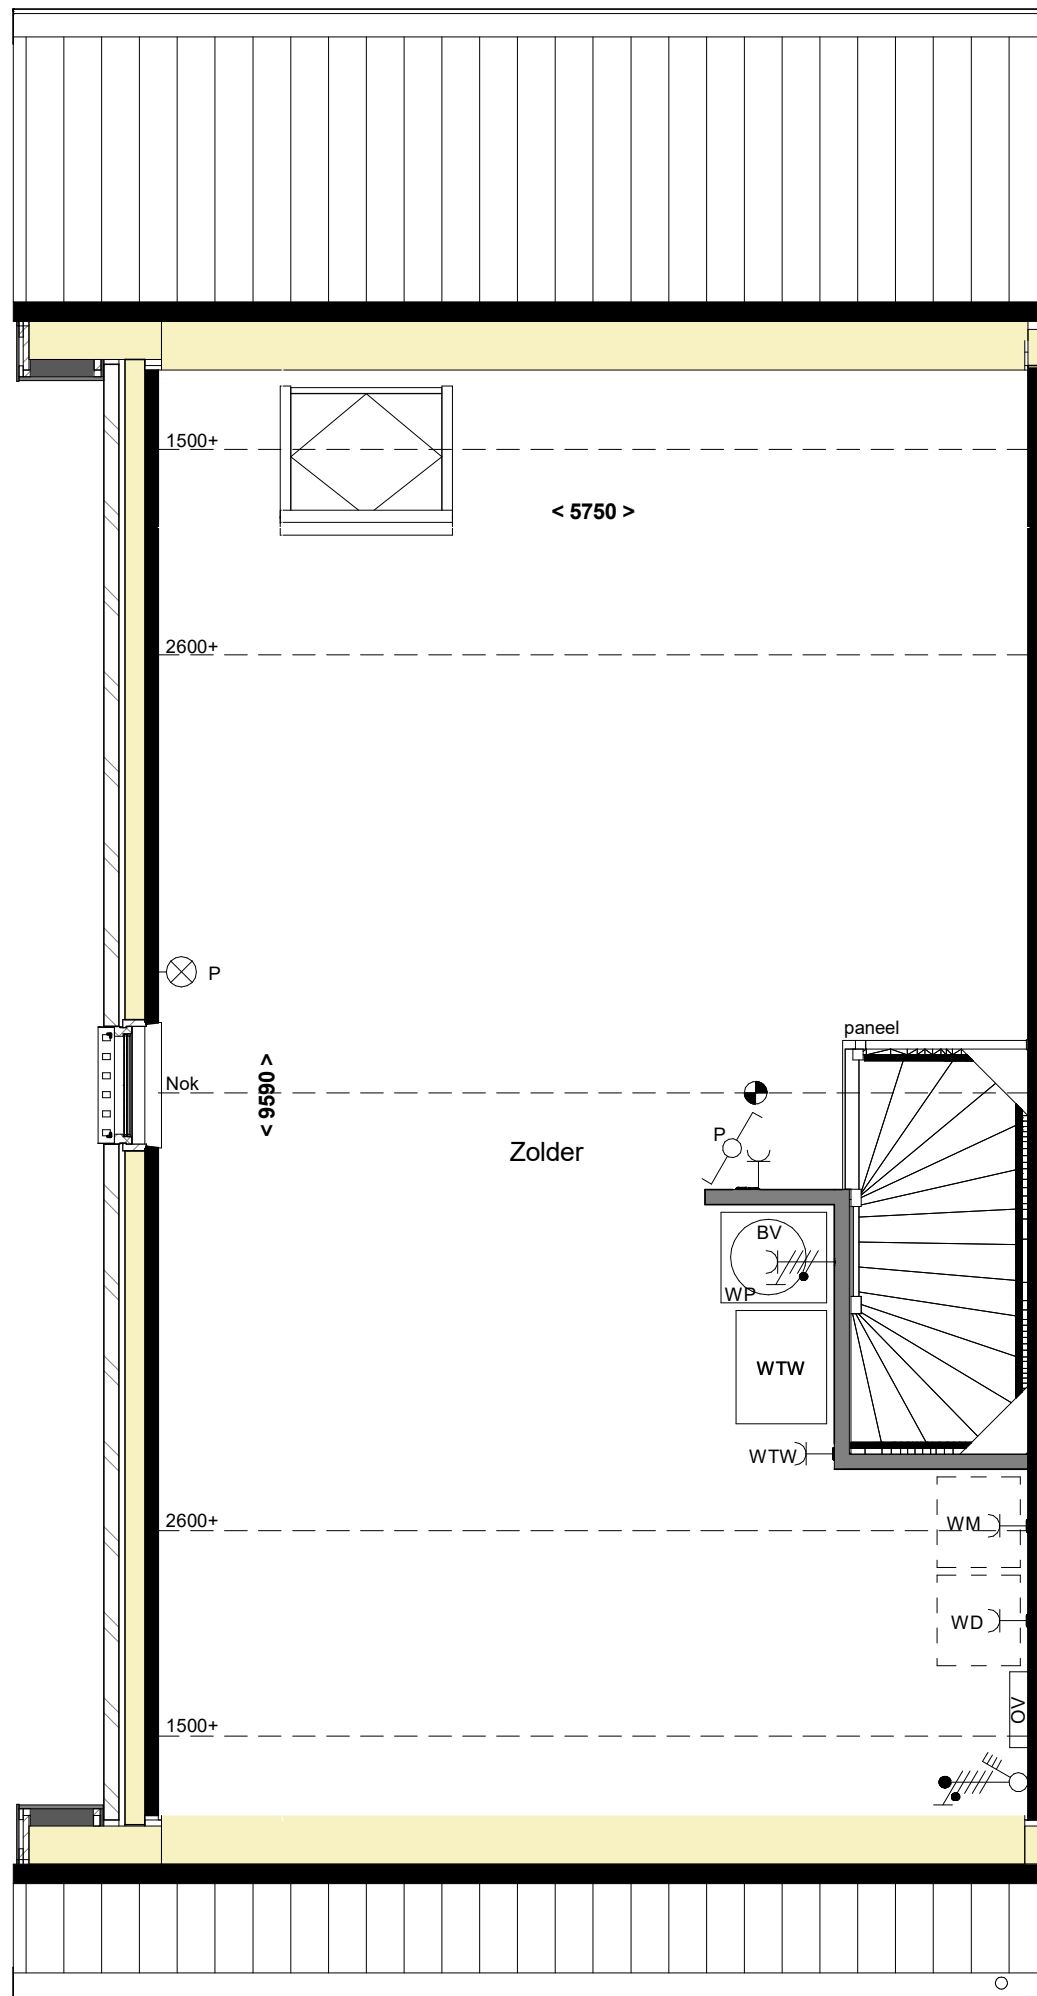 1500+
< 5750 >
2600+
P
paneel
Nok
< 9590 >
P
Zolder
BV
WP
WTW
WTW
2600+
WM
WD
OV
1500+